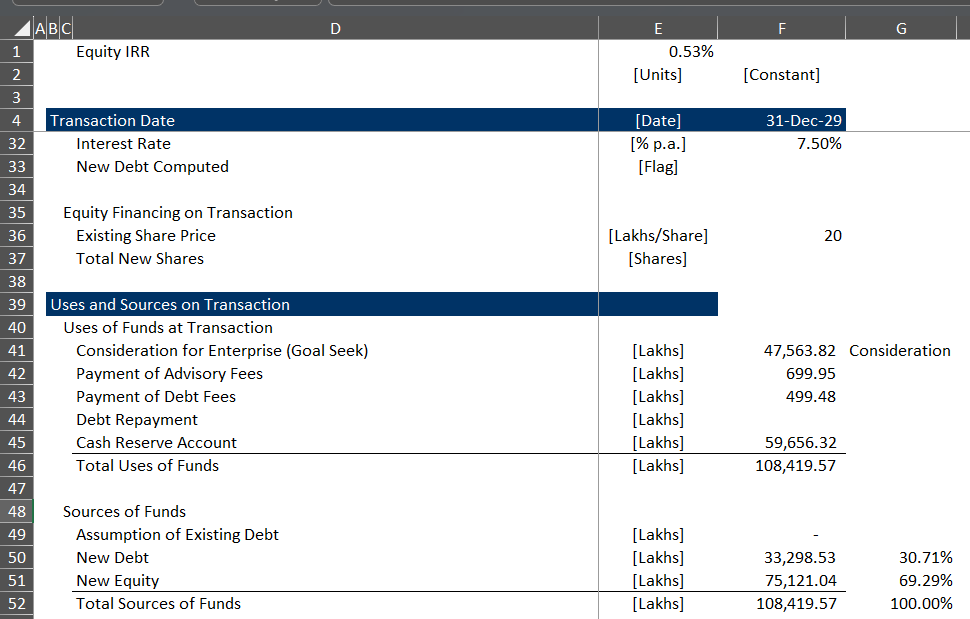 A B C D E F G
1 Equity IRR 0.53%
2 [Units] [Constant]
3
4 Transaction Date [Date] 31-Dec-29
32 Interest Rate [% p.a.] 7.50%
33 New Debt Computed [Flag]
34
35 Equity Financing on Transaction
36 Existing Share Price [Lakhs/Share] 20
37 Total New Shares [Shares]
38
39 Uses and Sources on Transaction
40 Uses of Funds at Transaction
41 Consideration for Enterprise (Goal Seek) [Lakhs] 47,563.82 Consideration
42 Payment of Advisory Fees [Lakhs] 699.95
43 Payment of Debt Fees [Lakhs] 499.48
44 Debt Repayment [Lakhs]
45 Cash Reserve Account [Lakhs] 59,656.32
46 Total Uses of Funds [Lakhs] 108,419.57
47
48 Sources of Funds
49 Assumption of Existing Debt [Lakhs] -
50 New Debt [Lakhs] 33,298.53 30.71%
51 New Equity [Lakhs] 75,121.04 69.29%
52 Total Sources of Funds [Lakhs] 108,419.57 100.00%